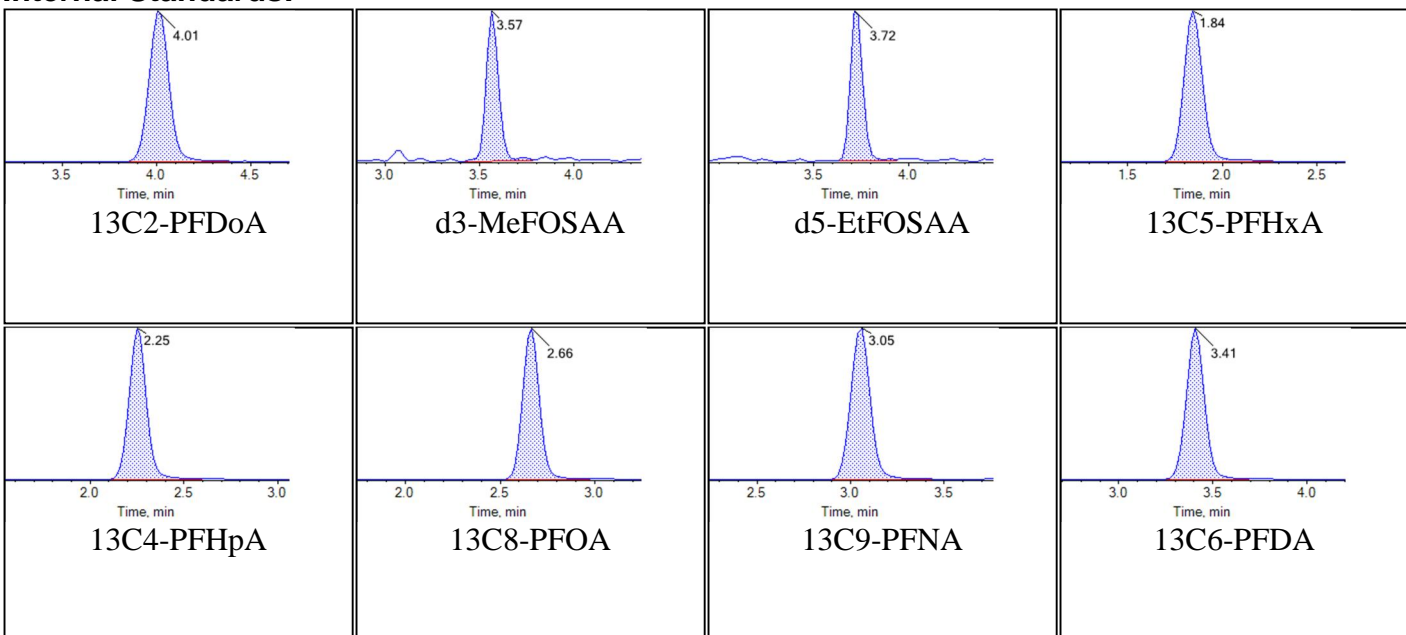 Internal Standards:
4.01
3.5 4.0 4.5
Time, min
13C2-PFDoA
3.57
3.0 3.5 4.0
Time, min
d3-MeFOSAA
3.72
3.5 4.0
Time, min
d5-EtFOSAA
1.84
1.5 2.0 2.5
Time, min
13C5-PFHxA
2.25
2.0 2.5 3.0
Time, min
13C4-PFHpA
2.66
2.0 2.5 3.0
Time, min
13C8-PFOA
3.05
2.5 3.0 3.5
Time, min
13C9-PFNA
3.41
3.0 3.5 4.0
Time, min
13C6-PFDA